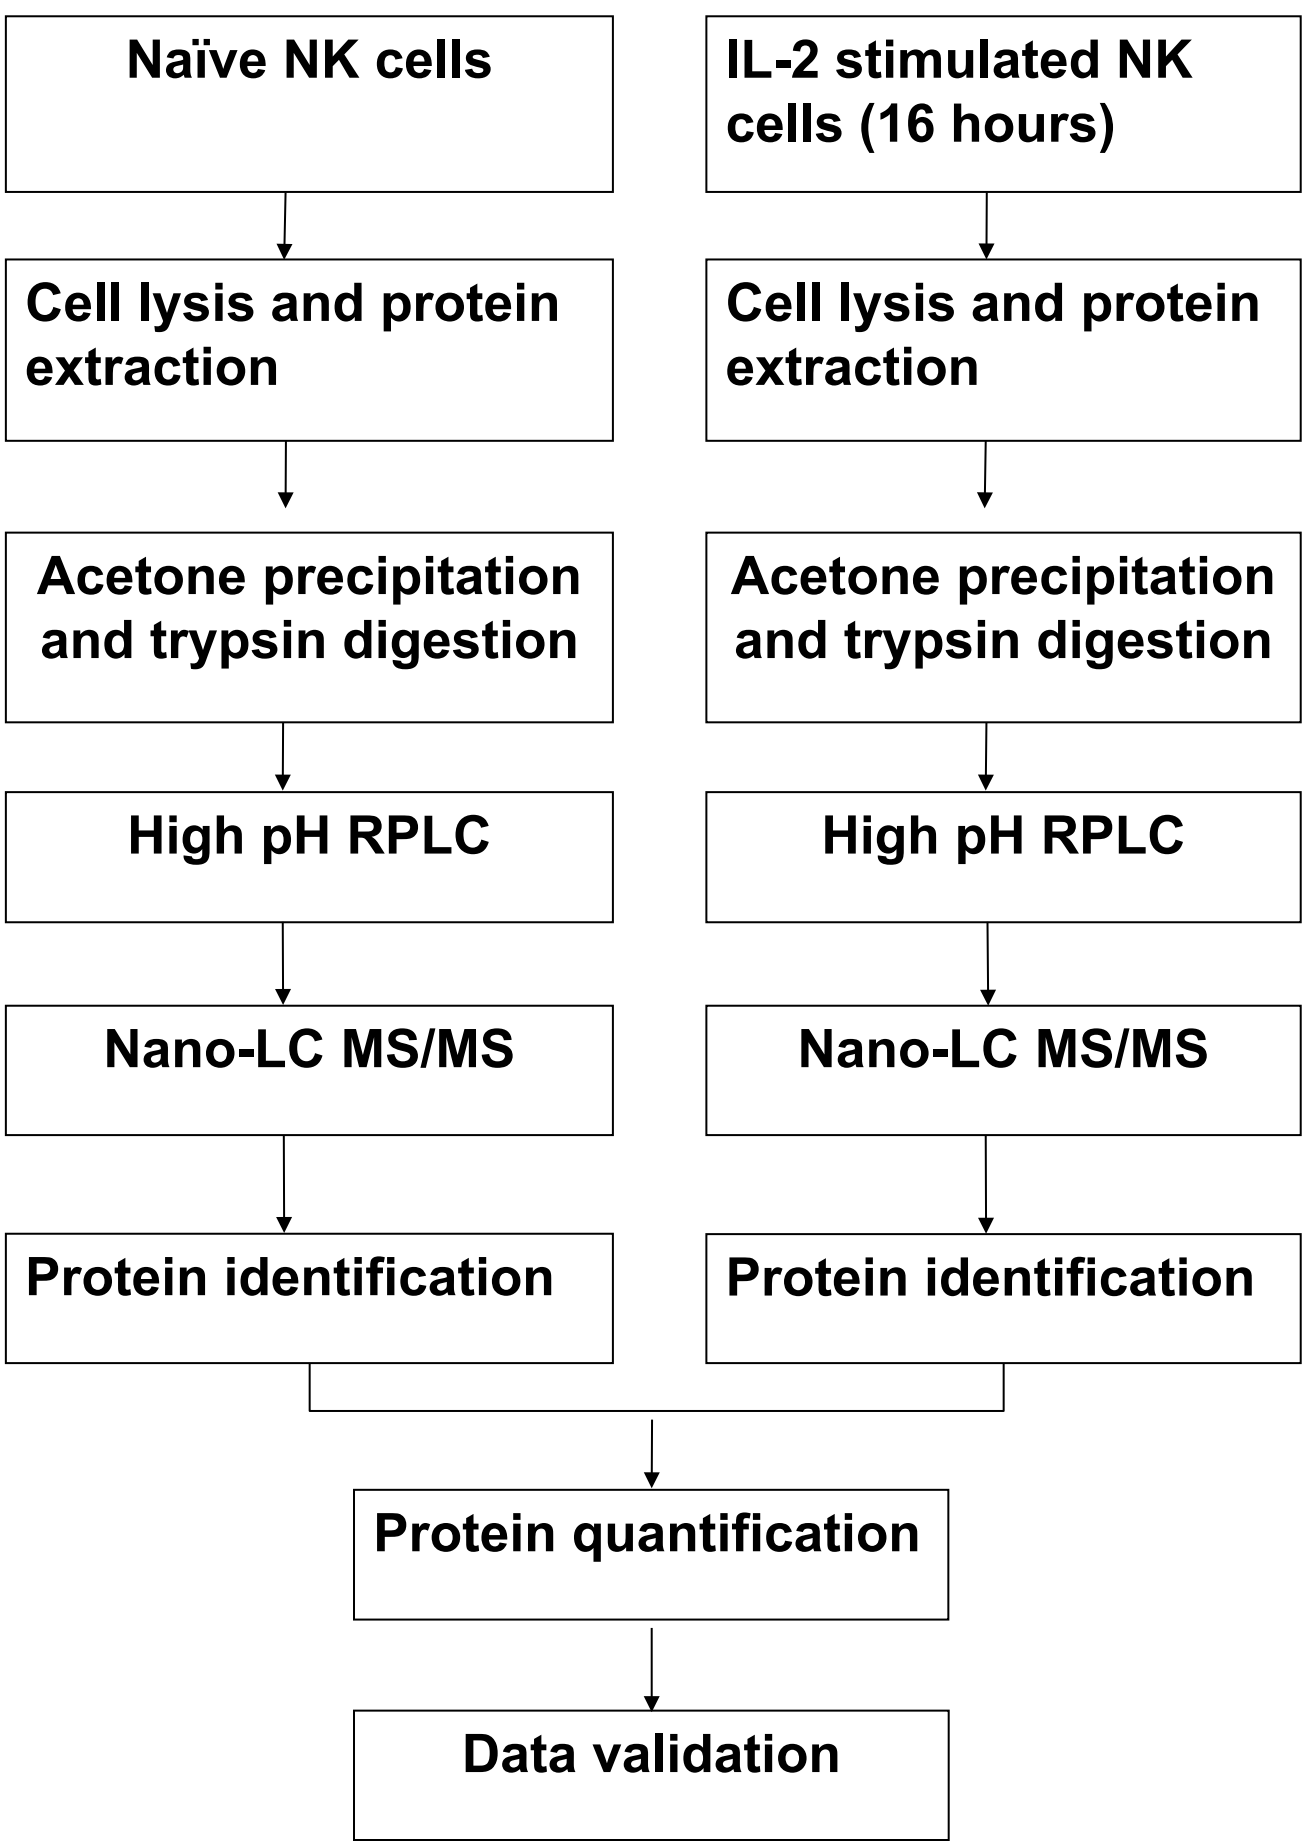 Naïve NK cells
IL-2 stimulated NK
cells (16 hours)
Cell lysis and protein
extraction
Cell lysis and protein
extraction
Acetone precipitation
and trypsin digestion
Acetone precipitation
and trypsin digestion
High pH RPLC
High pH RPLC
Nano-LC MS/MS
Nano-LC MS/MS
Protein identification
Protein identification
Protein quantification
Data validation